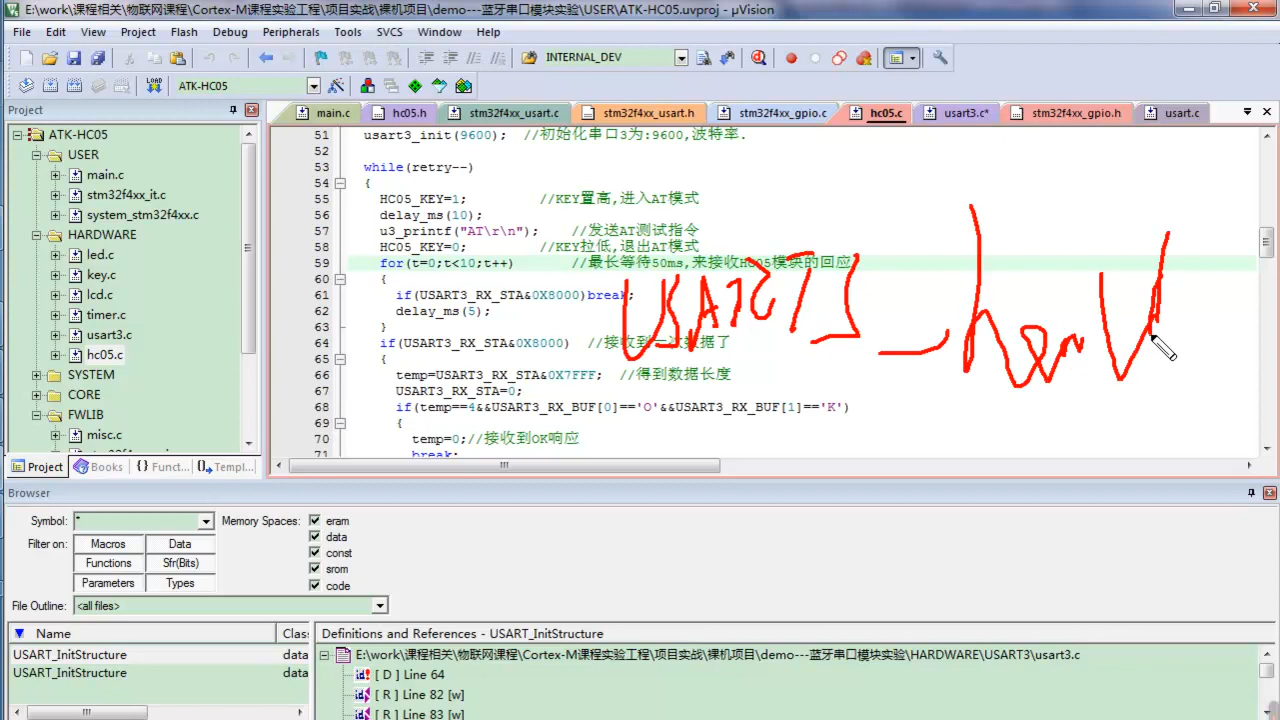 E:\work\课程相关\物联网课程\Cortex-M课程实验工程\项目实战\裸机项目\demo---蓝牙串口模块实验\USER\ATK-HC05.uvproj - µVision
File Edit View Project Flash Debug Peripherals Tools SVCS Window Help
INTERNAL_DEV
LOAD ATK-HC05
Project
main.c hc05.h stm32f4xx_usart.c stm32f4xx_usart.h stm32f4xx_gpio.c hc05.c usart3.c* stm32f4xx_gpio.h usart.c
ATK-HC05
USER
main.c
stm32f4xx_it.c
system_stm32f4xx.c
HARDWARE
led.c
key.c
lcd.c
timer.c
usart3.c
hc05.c
SYSTEM
CORE
FWLIB
misc.c
Project Books Funct... Templ...
51 usart3_init(9600); //初始化串口3为:9600,波特率.
52
53 while(retry--)
54 {
55 HC05_KEY=1; //KEY置高,进入AT模式
56 delay_ms(10);
57 u3_printf("AT\r\n"); //发送AT测试指令
58 HC05_KEY=0; //KEY拉低,退出AT模式
59 for(t=0;t<10;t++) //最长等待50ms,来接收HC05模块的回应
60 {
61 if(USART3_RX_STA&0X8000)break;
62 delay_ms(5);
63 }
64 if(USART3_RX_STA&0X8000) //接收到一次数据了
65 {
66 temp=USART3_RX_STA&0X7FFF; //得到数据长度
67 USART3_RX_STA=0;
68 if(temp==4&&USART3_RX_BUF[0]=='O'&&USART3_RX_BUF[1]=='K')
69 {
70 temp=0;//接收到OK响应
71 break;
Browser
Symbol: *
Memory Spaces: eram
data
const
srom
code
Filter on: Macros Data
Functions Sfr(Bits)
Parameters Types
File Outline: <all files>
Name Class
USART_InitStructure data
USART_InitStructure data
Definitions and References - USART_InitStructure
E:\work\课程相关\物联网课程\Cortex-M课程实验工程\项目实战\裸机项目\demo---蓝牙串口模块实验\HARDWARE\USART3\usart3.c
[ D ] Line 64
[ R ] Line 82 [w]
[ R ] Line 83 [w]